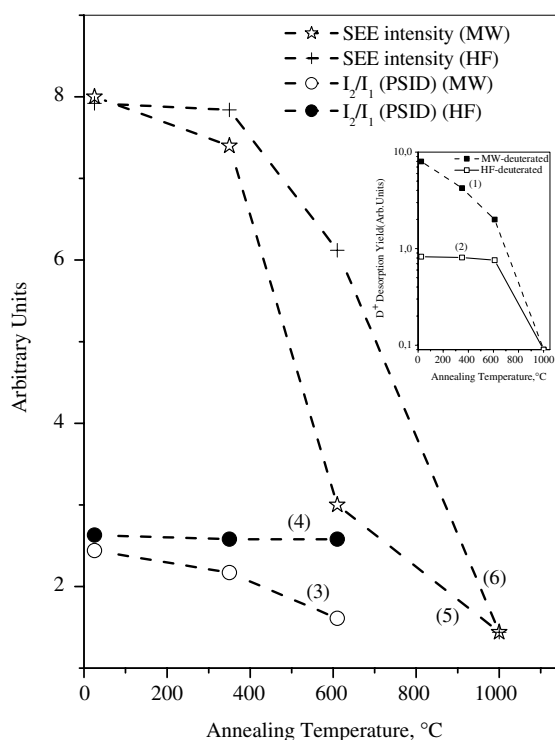 SEE intensity (MW)
SEE intensity (HF)
I₂/I₁ (PSID) (MW)
I₂/I₁ (PSID) (HF)
8
6
4
2
Arbitrary Units
0 200 400 600 800 1000
Annealing Temperature, °C
(4)
(3)
(5)
(6)
MW-deuterated
HF-deuterated
10,0
1,0
0,1
D⁺ Desorption Yield(Arb.Units)
(1)
(2)
0 200 400 600 800 1000
Annealing Temperature,°C